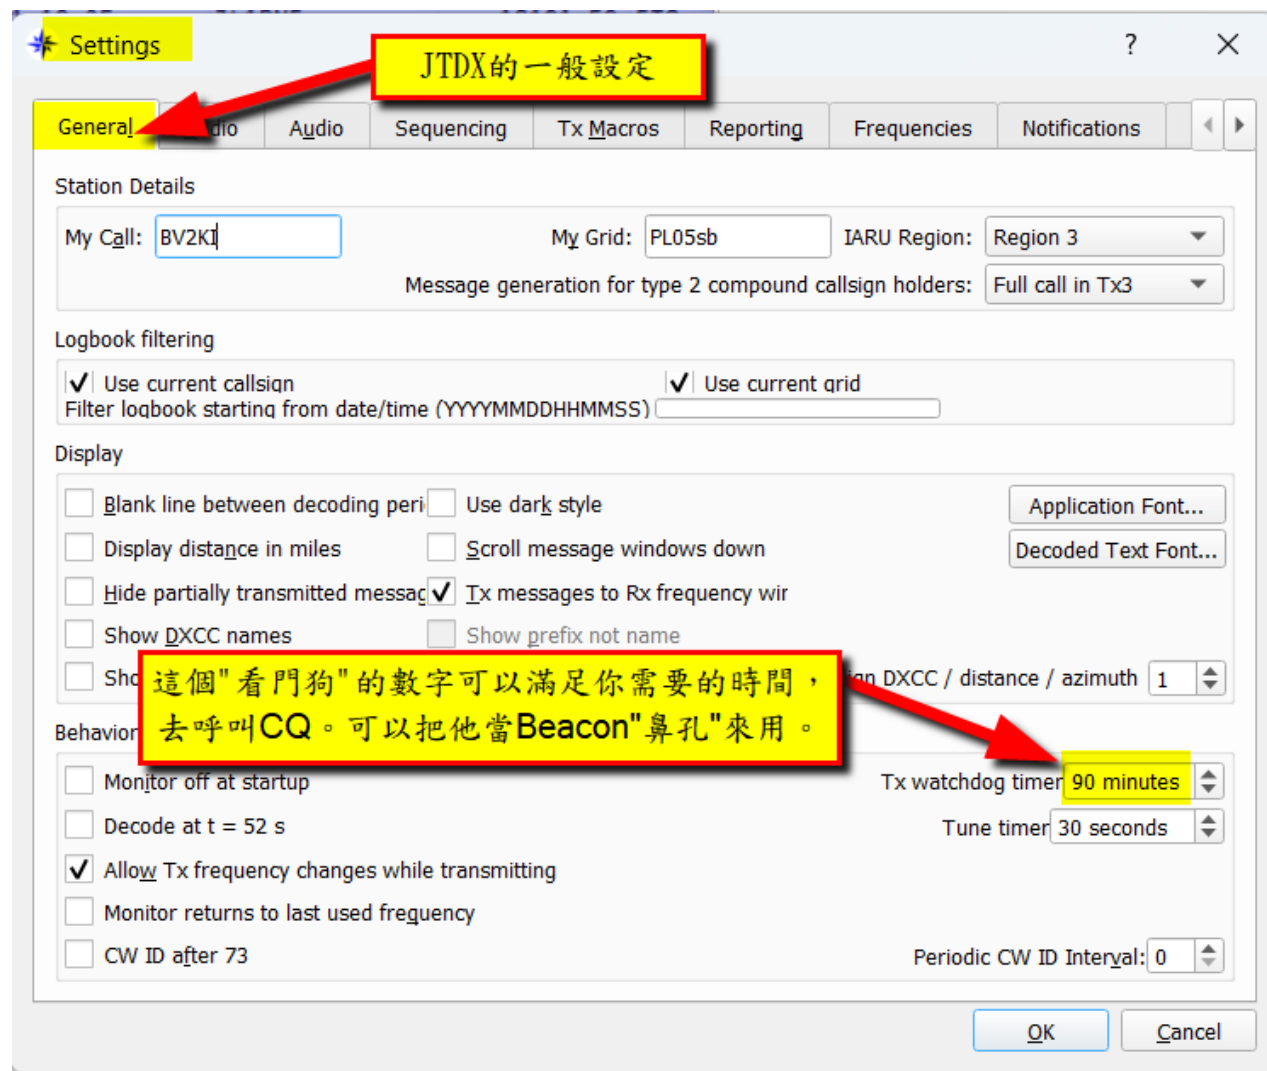 Settings
JTDX的一般設定
General
Audio
Sequencing
Tx Macros
Reporting
Frequencies
Notifications
Station Details
My Call: BV2KI My Grid: PL05sb IARU Region: Region 3
Message generation for type 2 compound callsign holders: Full call in Tx3
Logbook filtering
Use current callsign Use current grid
Filter logbook starting from date/time (YYYYMMDDHHMMSS)
Display
Blank line between decoding peri Use dark style Application Font...
Display distance in miles Scroll message windows down Decoded Text Font...
Hide partially transmitted messag Tx messages to Rx frequency wir
Show DXCC names Show prefix not name
DXCC / distance / azimuth 1
這個"看門狗"的數字可以滿足你需要的時間，
去呼叫CQ。可以把他當Beacon"鼻孔"來用。
Behavior
Monitor off at startup Tx watchdog timer 90 minutes
Decode at t = 52 s Tune timer 30 seconds
Allow Tx frequency changes while transmitting
Monitor returns to last used frequency
CW ID after 73 Periodic CW ID Interval: 0
OK Cancel